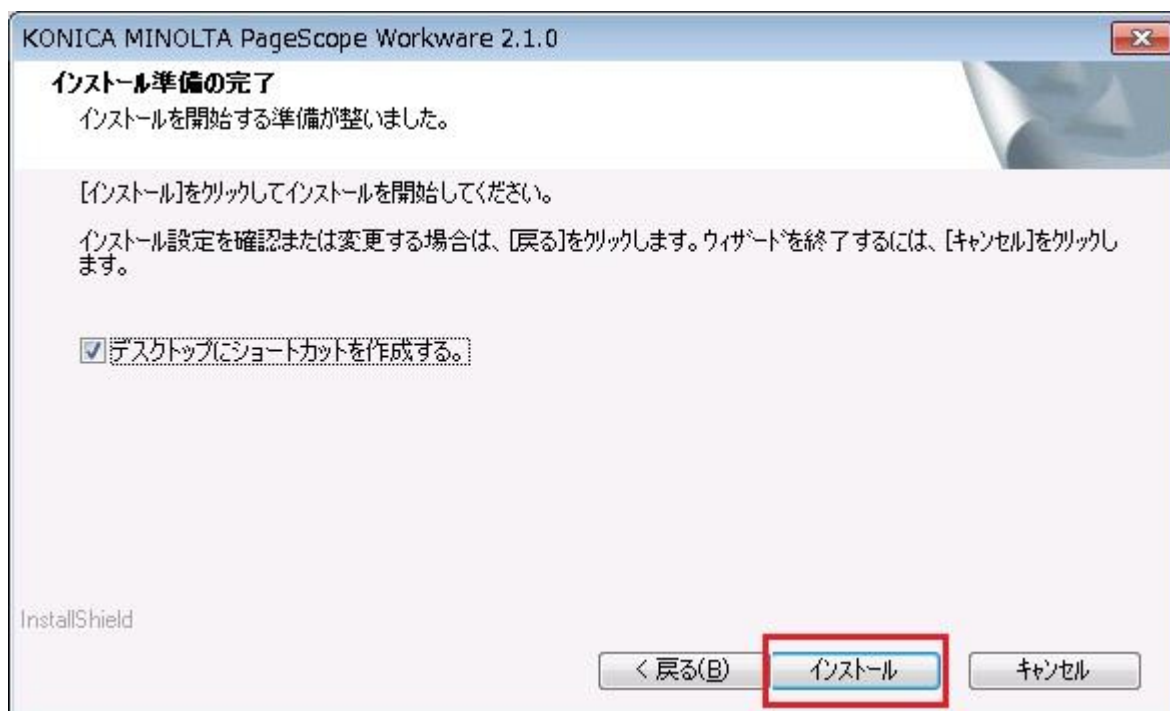 KONICA MINOLTA PageScope Workware 2.1.0
インストール準備の完了
インストールを開始する準備が整いました。
[インストール]をクリックしてインストールを開始してください。
インストール設定を確認または変更する場合は、[戻る]をクリックします。ウィザードを終了するには、[キャンセル]をクリックし
ます。
デスクトップにショートカットを作成する。
InstallShield
< 戻る(B)
インストール
キャンセル